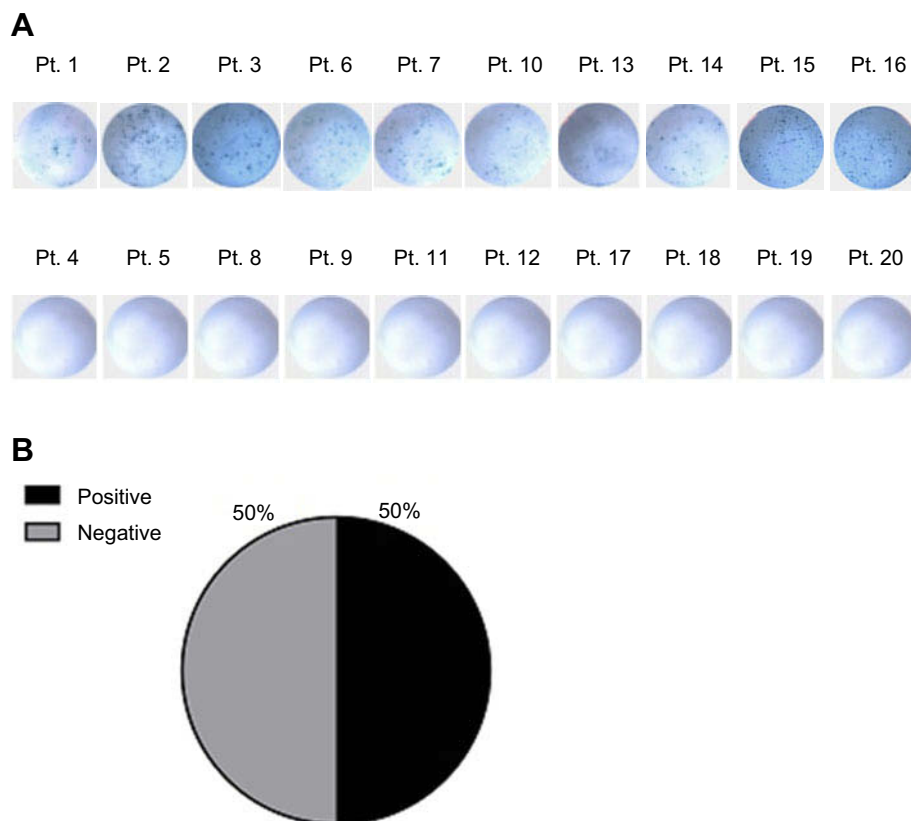 A
Pt. 1 Pt. 2 Pt. 3 Pt. 6 Pt. 7 Pt. 10 Pt. 13 Pt. 14 Pt. 15 Pt. 16
Pt. 4 Pt. 5 Pt. 8 Pt. 9 Pt. 11 Pt. 12 Pt. 17 Pt. 18 Pt. 19 Pt. 20
B
Positive
Negative
50% 50%